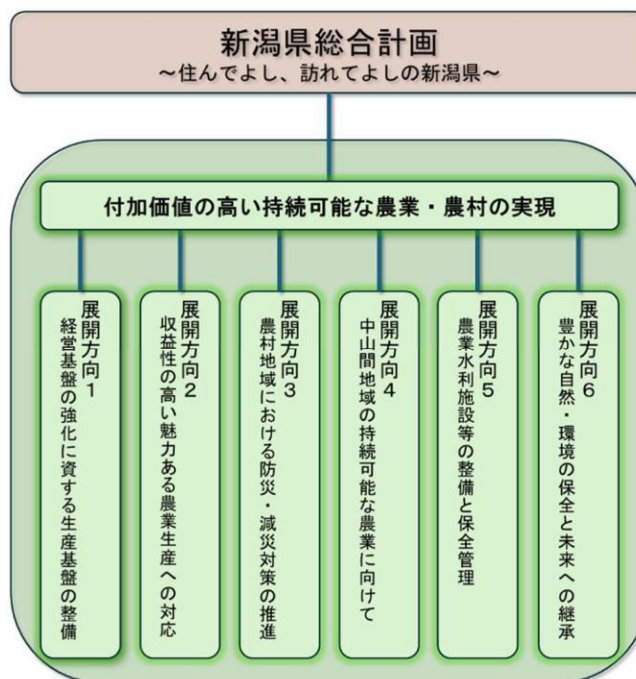 新潟県総合計画
～住んでよし、訪れてよしの新潟県～
付加価値の高い持続可能な農業・農村の実現
展開方向１
経営基盤の強化に資する生産基盤の整備
展開方向２
収益性の高い魅力ある農業生産への対応
展開方向３
農村地域における防災・減災対策の推進
展開方向４
中山間地域の持続可能な農業に向けて
展開方向５
農業水利施設等の整備と保全管理
展開方向６
豊かな自然・環境の保全と未来への継承